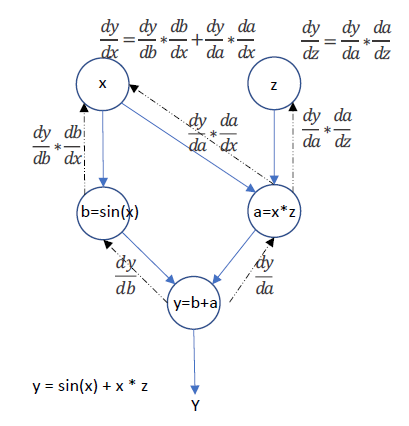 dy/dx = dy/db * db/dx + dy/da * da/dx
dy/dz = dy/da * da/dz
x
z
dy/db * db/dx
dy/da * da/dx
dy/da * da/dz
b=sin(x)
a=x*z
dy/db
dy/da
y=b+a
y = sin(x) + x * z
Y